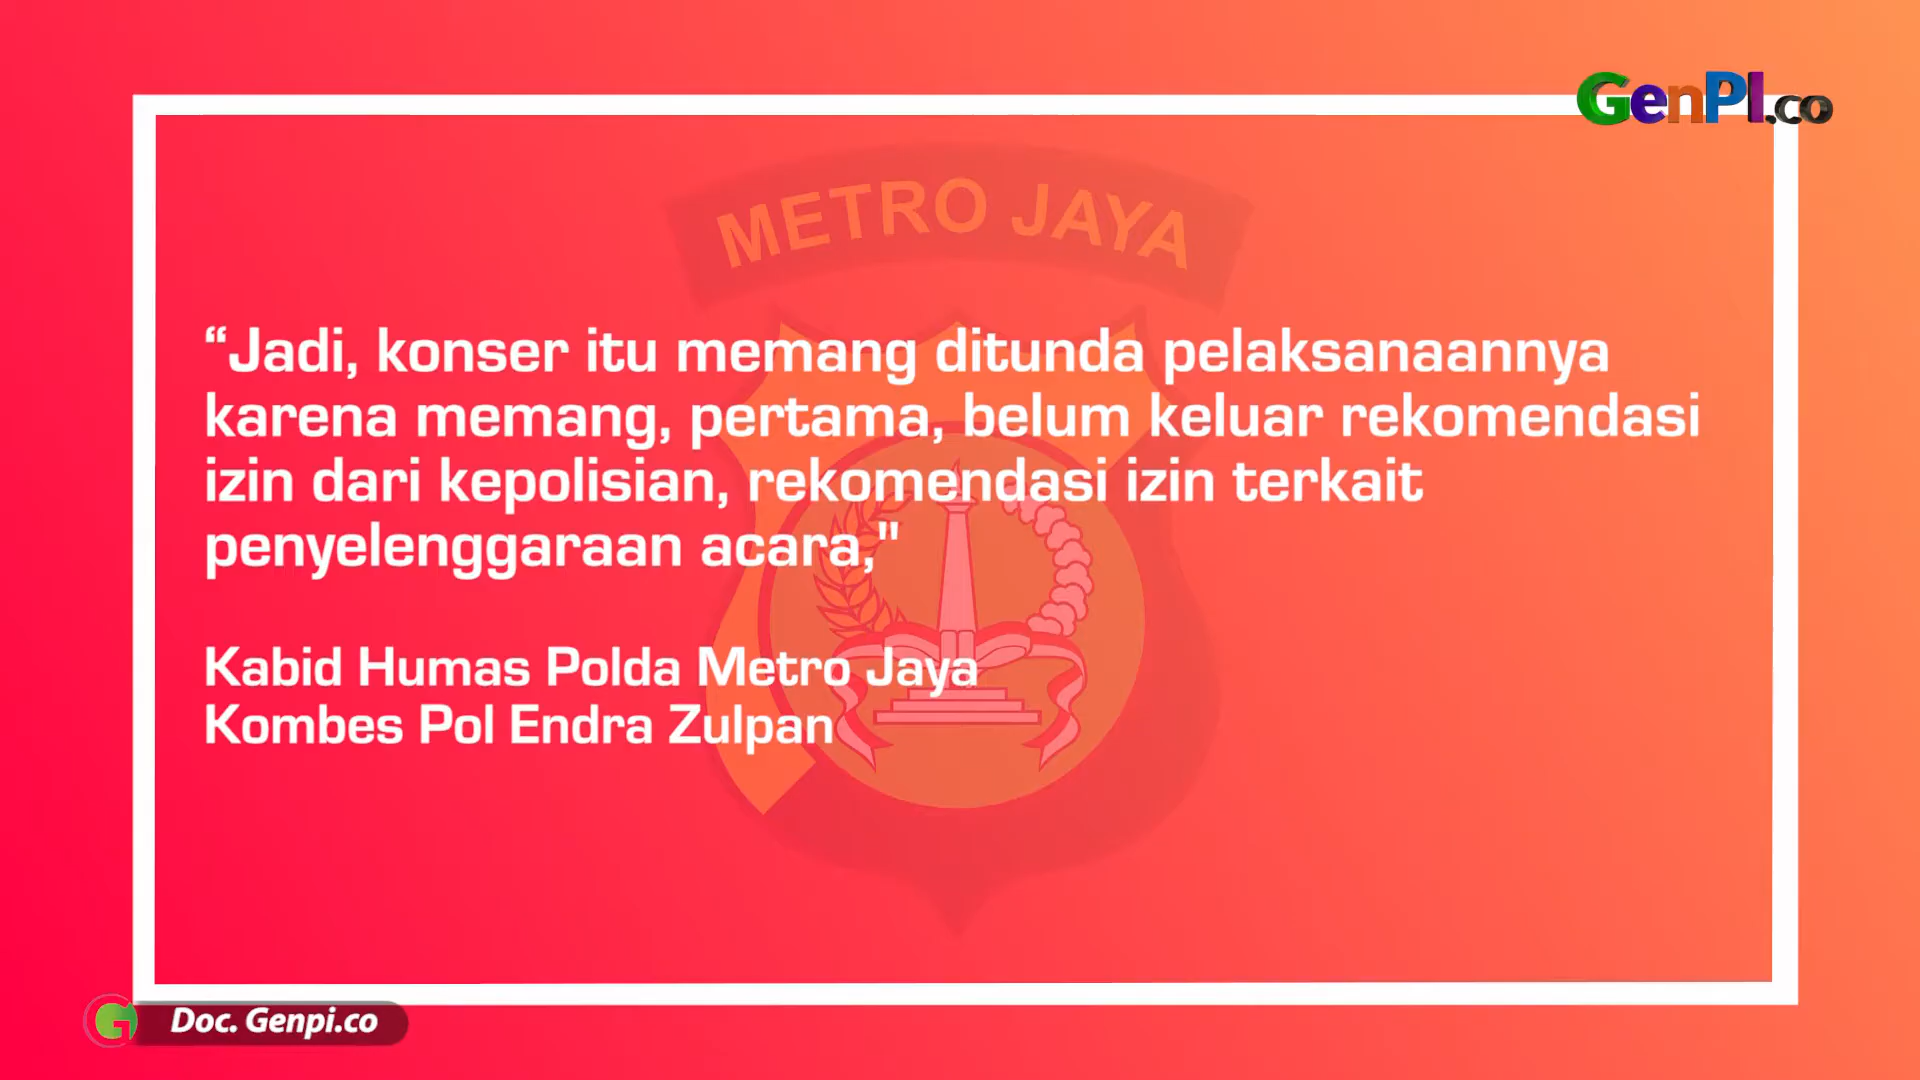 GenPI.co
METRO JAYA
“Jadi, konser itu memang ditunda pelaksanaannya
karena memang, pertama, belum keluar rekomendasi
izin dari kepolisian, rekomendasi izin terkait
penyelenggaraan acara,"
Kabid Humas Polda Metro Jaya
Kombes Pol Endra Zulpan
Doc. Genpi.co